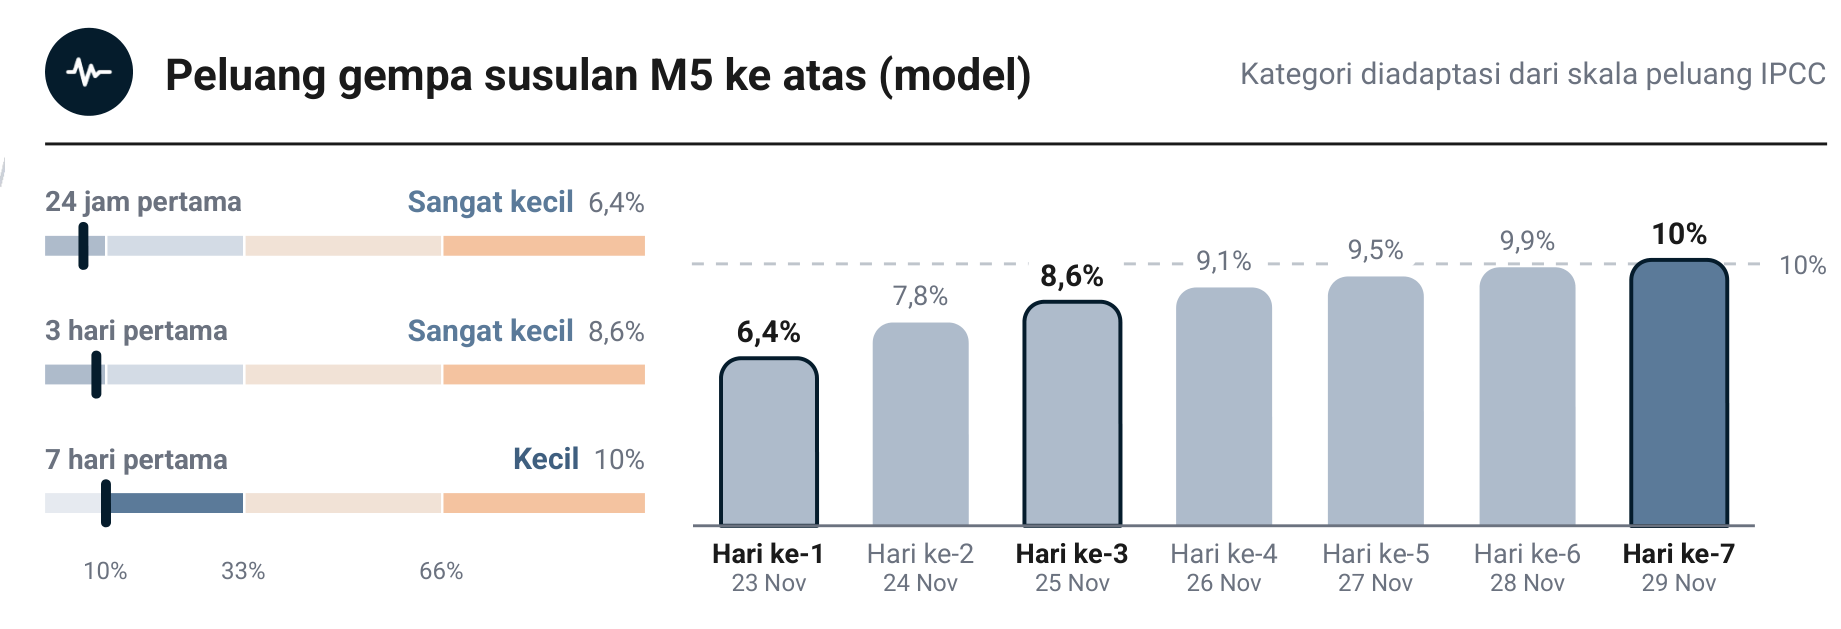 Peluang gempa susulan M5 ke atas (model)
Kategori diadaptasi dari skala peluang IPCC
24 jam pertama Sangat kecil 6,4%
3 hari pertama Sangat kecil 8,6%
7 hari pertama Kecil 10%
10% 33% 66%
6,4% 7,8% 8,6% 9,1% 9,5% 9,9% 10%
10%
Hari ke-1 Hari ke-2 Hari ke-3 Hari ke-4 Hari ke-5 Hari ke-6 Hari ke-7
23 Nov 24 Nov 25 Nov 26 Nov 27 Nov 28 Nov 29 Nov